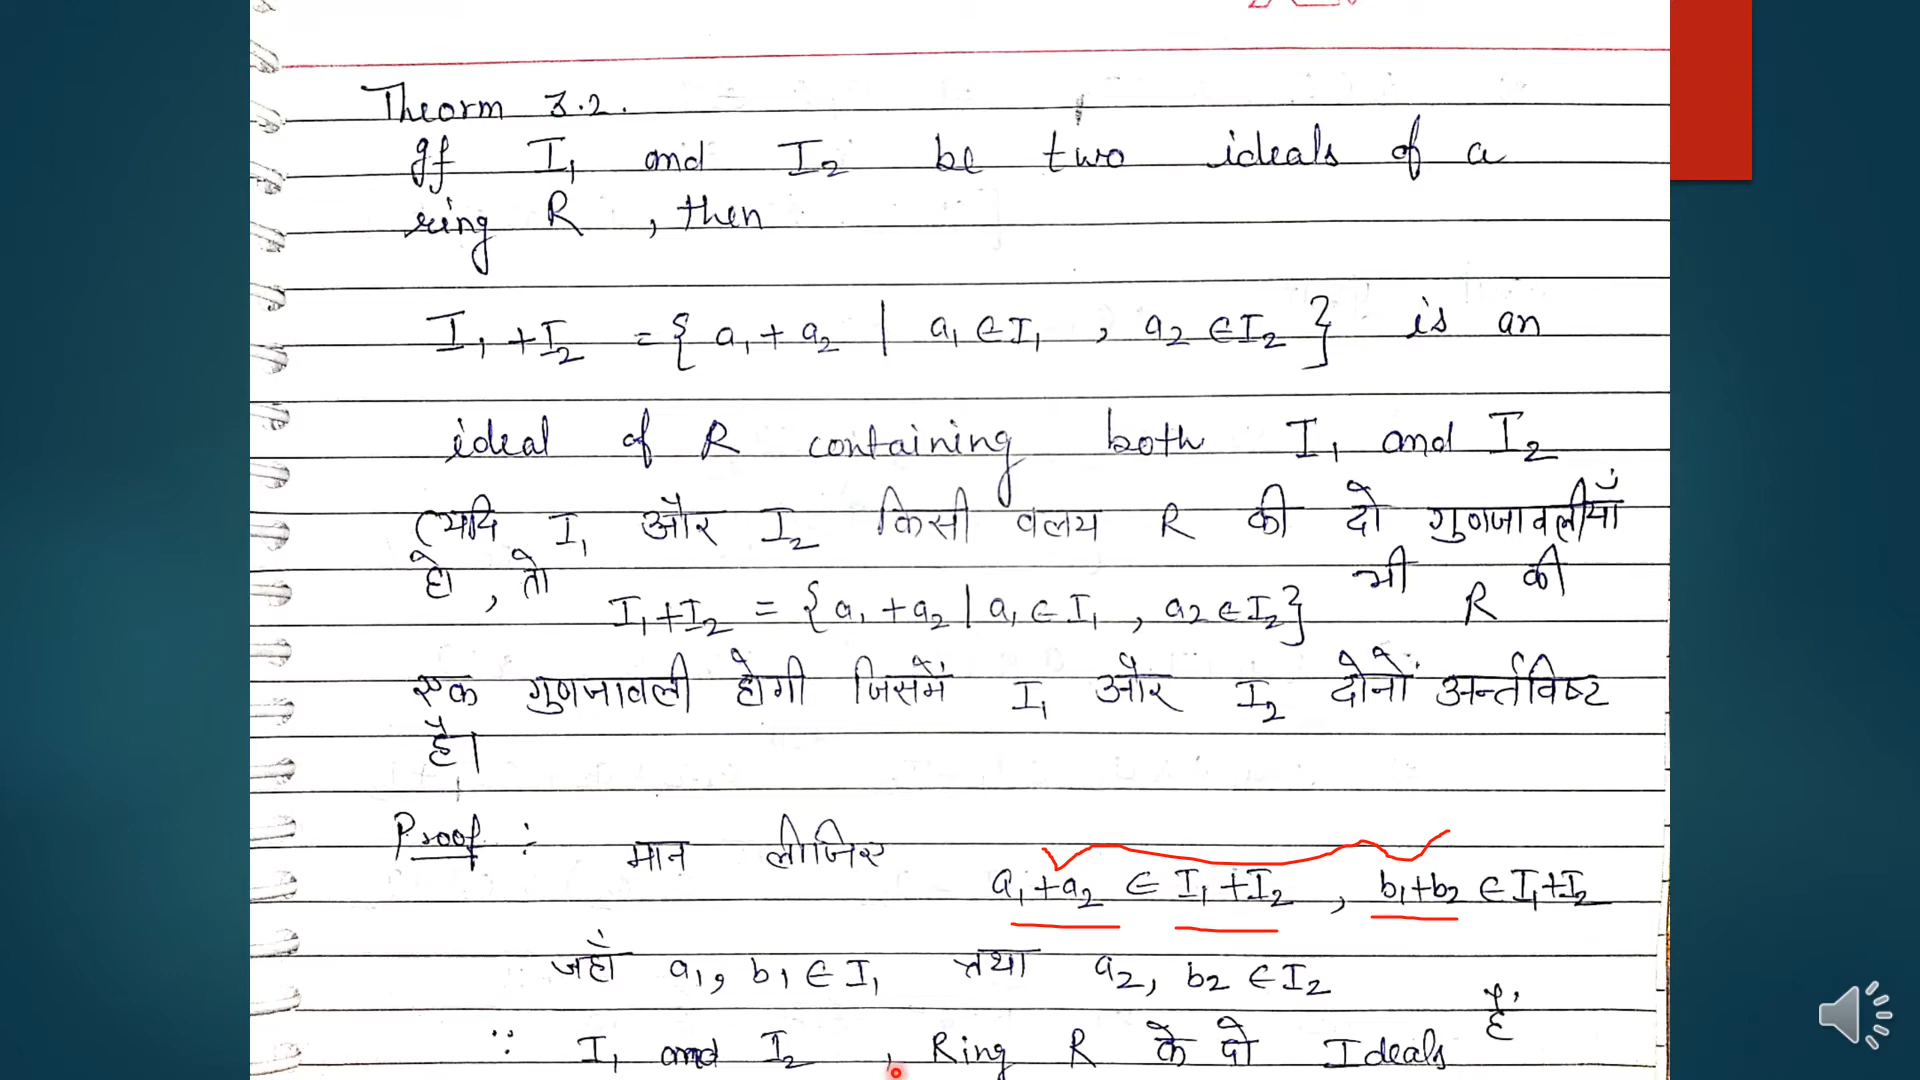 Theorm 3.2.
If I₁ and I₂ be two ideals of a
ring R , then
I₁ + I₂ = { a₁ + a₂ | a₁ ∈ I₁ , a₂ ∈ I₂ } is an
ideal of R containing both I₁ and I₂
(यदि I₁ और I₂ किसी वलय R की दो गुणजावलीयाँ
हो , तो I₁+I₂ = {a₁ + a₂ | a₁ ∈ I₁ , a₂ ∈ I₂} भी R की
एक गुणजावली होगी जिसमें I₁ और I₂ दोनों अर्न्तविष्ट
है।
Proof : मान लीजिए a₁+a₂ ∈ I₁+I₂ , b₁+b₂ ∈ I₁+I₂
जहाँ a₁, b₁ ∈ I₁ तथा a₂, b₂ ∈ I₂
∵ I₁ and I₂ , Ring R के दो Ideals हैं